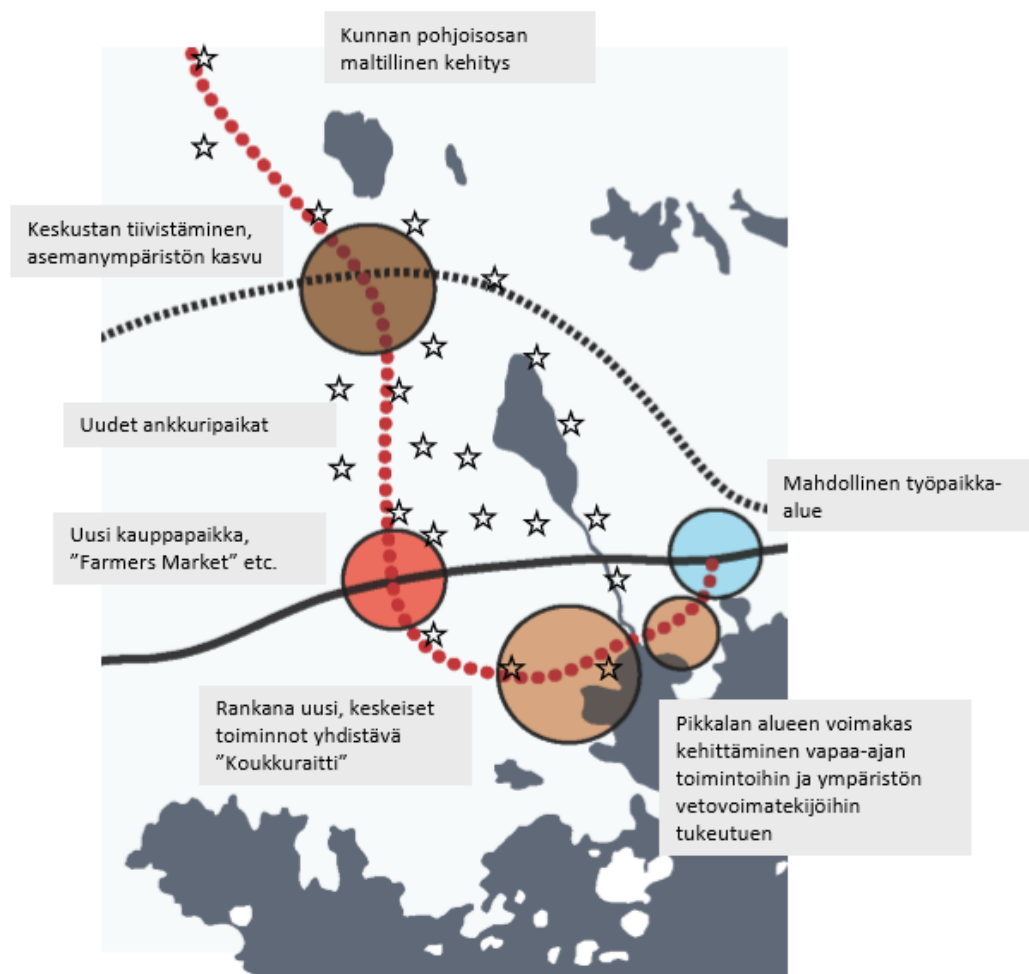 Kunnan pohjoisosan
maltillinen kehitys
Keskustan tiivistäminen,
asemanympäristön kasvu
Uudet ankkuripaikat
Mahdollinen työpaikka-
alue
Uusi kauppapaikka,
”Farmers Market” etc.
Rankana uusi, keskeiset
toiminnot yhdistävä
”Koukkuraitti”
Pikkalan alueen voimakas
kehittäminen vapaa-ajan
toimintoihin ja ympäristön
vetovoimatekijöihin
tukeutuen